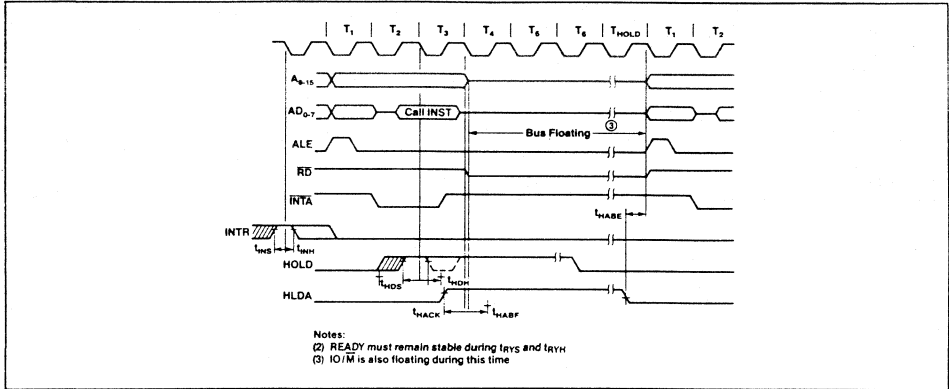 T1 T2 T3 T4 T5 T6 THOLD T1 T2
A8-15
AD0-7 Call INST
③
Bus Floating
ALE
RD
INTA
tHABE
INTR
tINS tINH
HOLD
tHDS tHDH
HLDA
tHACK tHABF
Notes:
(2) READY must remain stable during tRYS and tRYH
(3) IO/M is also floating during this time